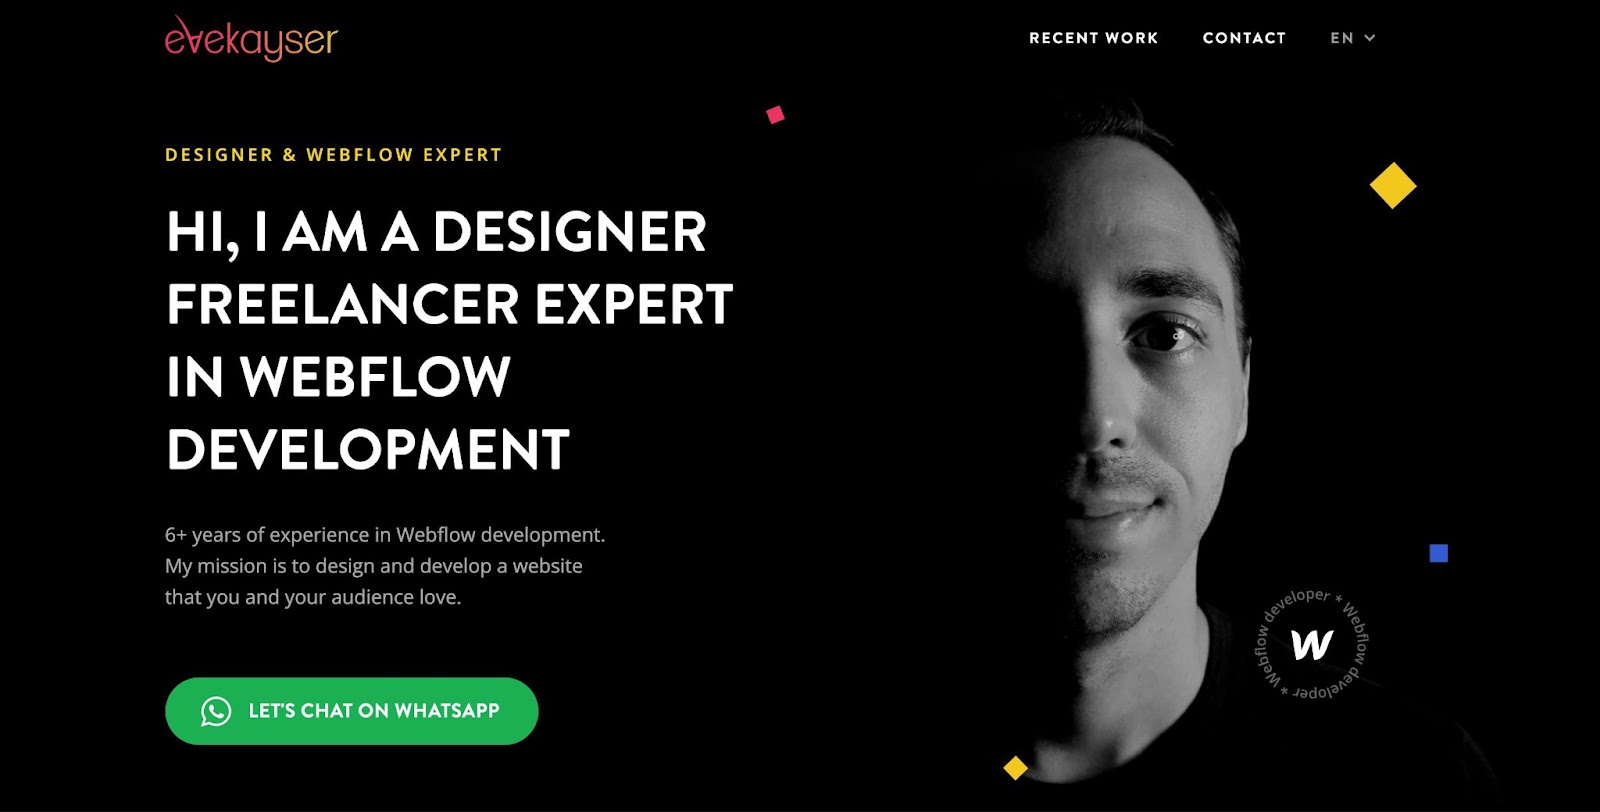 evekayser
RECENT WORK
CONTACT
EN
DESIGNER & WEBFLOW EXPERT
HI, I AM A DESIGNER
FREELANCER EXPERT
IN WEBFLOW
DEVELOPMENT
6+ years of experience in Webflow development.
My mission is to design and develop a website
that you and your audience love.
LET'S CHAT ON WHATSAPP
Webflow developer * Webflow developer *
W